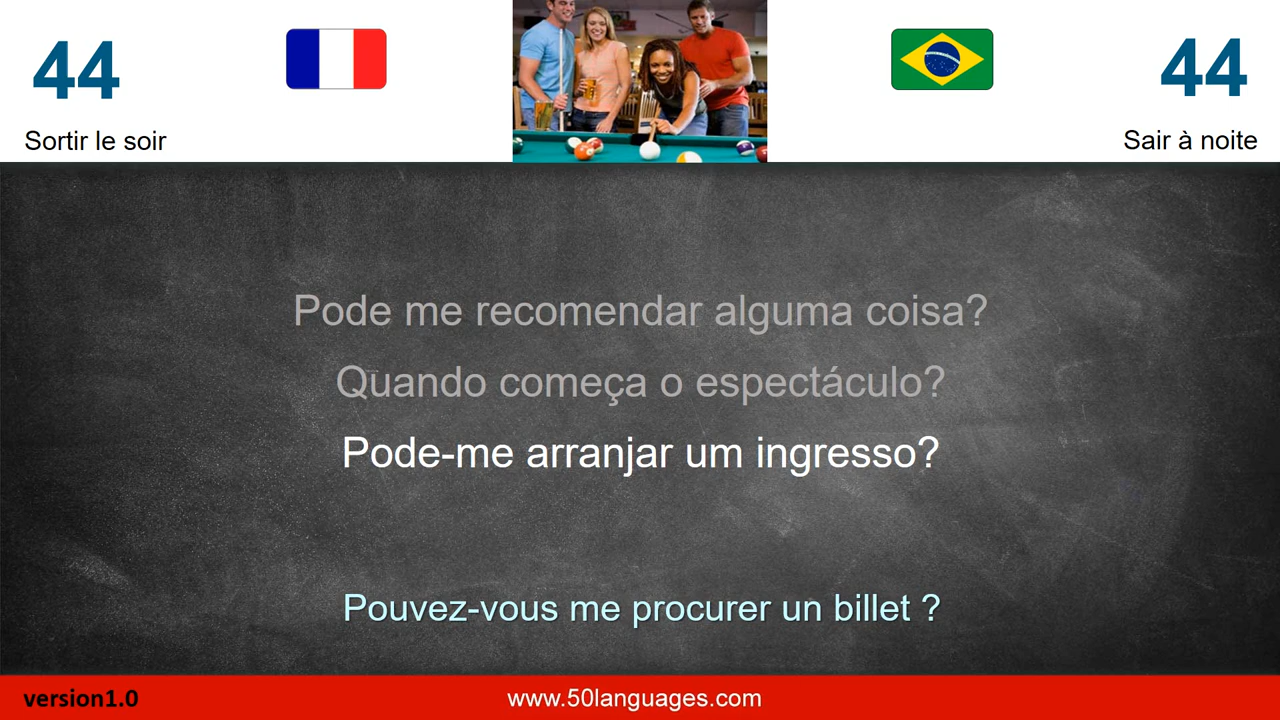 44
44
Sortir le soir
Sair à noite
Pode me recomendar alguma coisa?
Quando começa o espectáculo?
Pode-me arranjar um ingresso?
Pouvez-vous me procurer un billet ?
version1.0
www.50languages.com